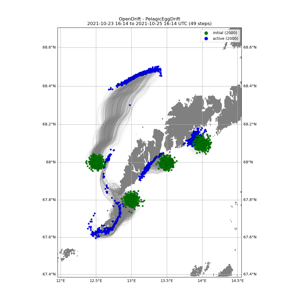 OpenDrift - PelagicEggDrift
2021-10-23 16:14 to 2021-10-25 16:14 UTC (49 steps)
initial (2000)
active (2000)
68.6°N
68.4°N
68.2°N
68°N
67.8°N
67.6°N
67.4°N
68.6°N
68.4°N
68.2°N
68°N
67.8°N
67.6°N
67.4°N
12°E
12.5°E
13°E
13.5°E
14°E
14.5°E